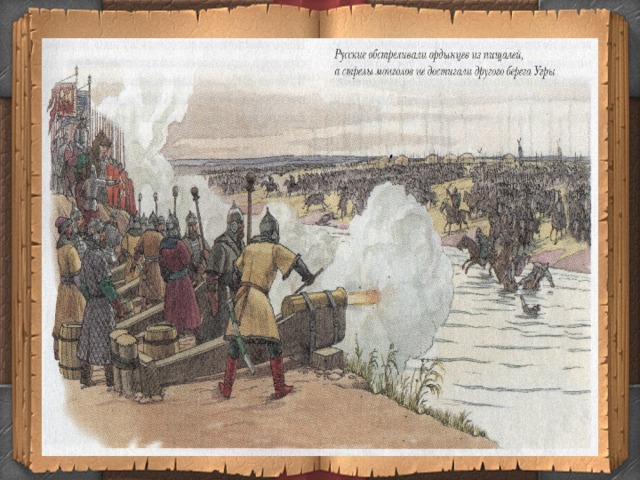 Русские обстреливали ордынцев из пищалей,
а стрелы монголов не достигали другого берега Угры